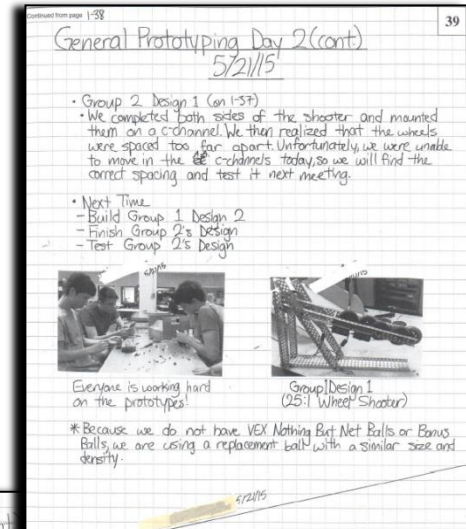 Continued from page 1-38
39
General Prototyping Day 2 (cont.)
5/21/15
• Group 2 Design 1 (on 1-37)
• We completed both sides of the shooter and mounted
them on a c-channel. We then realized that the wheels
were spaced too far apart. Unfortunately, we were unable
to move in the c-channels today, so we will find the
correct spacing and test it next meeting.
• Next Time
- Build Group 1 Design 2
- Finish Group 2's Design
- Test Group 2's Design
5/21/15
Everyone is working hard
on the prototypes!
Group 1 Design 1
(25:1 Wheel Shooter)
* Because we do not have VEX Nothing But Net Balls or Bonus
Balls, we are using a replacement ball with a similar size and
density.
5/21/15